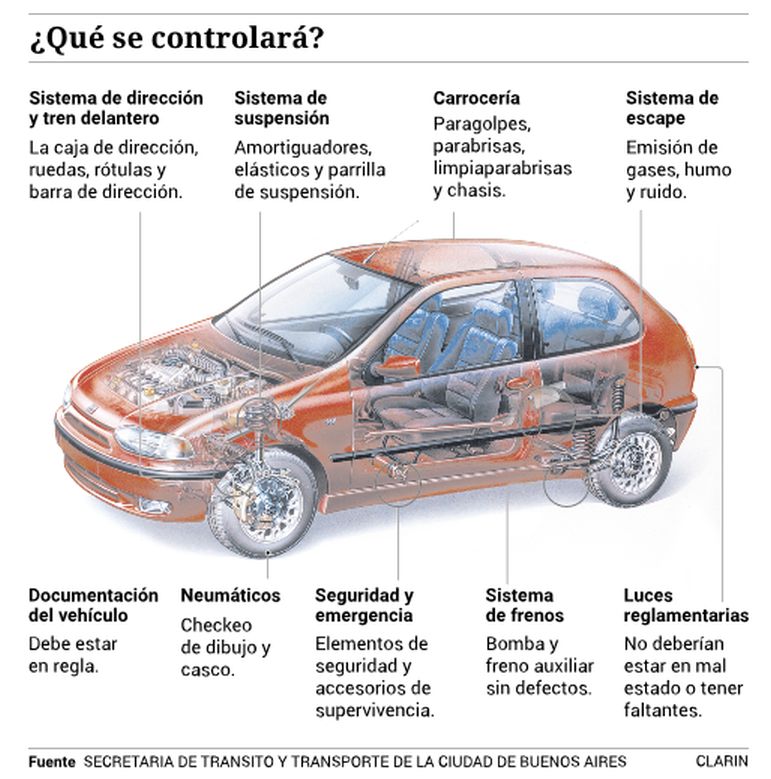 ¿Qué se controlará?
Sistema de dirección
y tren delantero
La caja de dirección,
ruedas, rótulas y
barra de dirección.
Sistema de
suspensión
Amortiguadores,
elásticos y parrilla
de suspensión.
Carrocería
Paragolpes,
parabrisas,
limpiaparabrisas
y chasis.
Sistema de
escape
Emisión de
gases, humo
y ruido.
Documentación
del vehículo
Debe estar
en regla.
Neumáticos
Checkeo
de dibujo y
casco.
Seguridad y
emergencia
Elementos de
seguridad y
accesorios de
supervivencia.
Sistema
de frenos
Bomba y
freno auxiliar
sin defectos.
Luces
reglamentarias
No deberían
estar en mal
estado o tener
faltantes.
Fuente SECRETARIA DE TRANSITO Y TRANSPORTE DE LA CIUDAD DE BUENOS AIRES
CLARIN